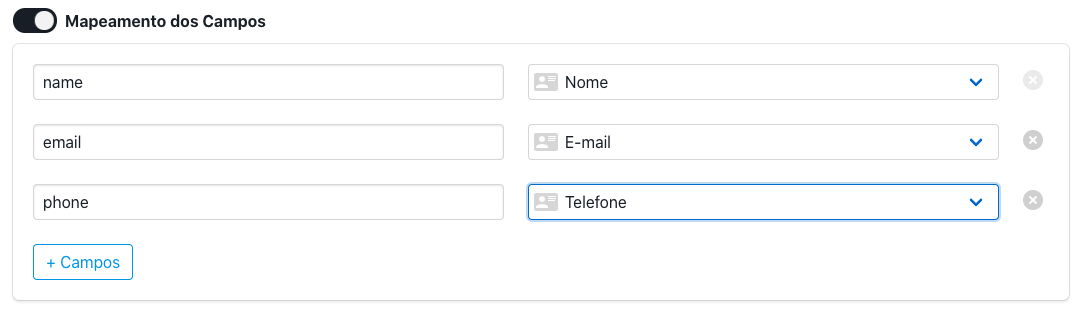 Mapeamento dos Campos
name
Nome
email
E-mail
phone
Telefone
+ Campos